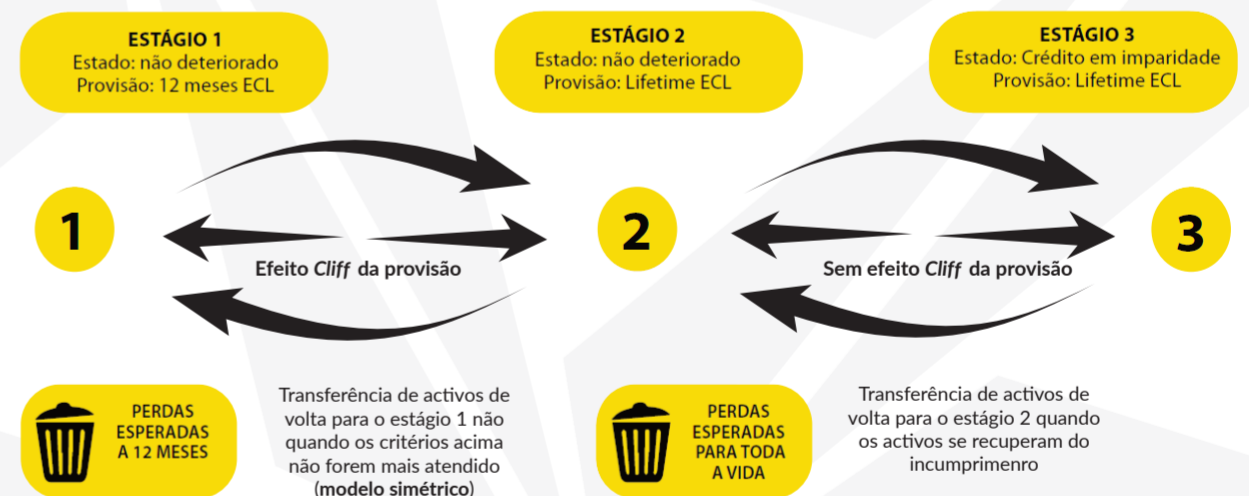 ESTÁGIO 1
Estado: não deteriorado
Provisão: 12 meses ECL
ESTÁGIO 2
Estado: não deteriorado
Provisão: Lifetime ECL
ESTÁGIO 3
Estado: Crédito em imparidade
Provisão: Lifetime ECL
1
2
3
Efeito Cliff da provisão
Sem efeito Cliff da provisão
PERDAS
ESPERADAS
A 12 MESES
Transferência de activos de
volta para o estágio 1 não
quando os critérios acima
não forem mais atendido
(modelo simétrico)
PERDAS
ESPERADAS
PARA TODA
A VIDA
Transferência de activos de
volta para o estágio 2 quando
os activos se recuperam do
incumprimenro